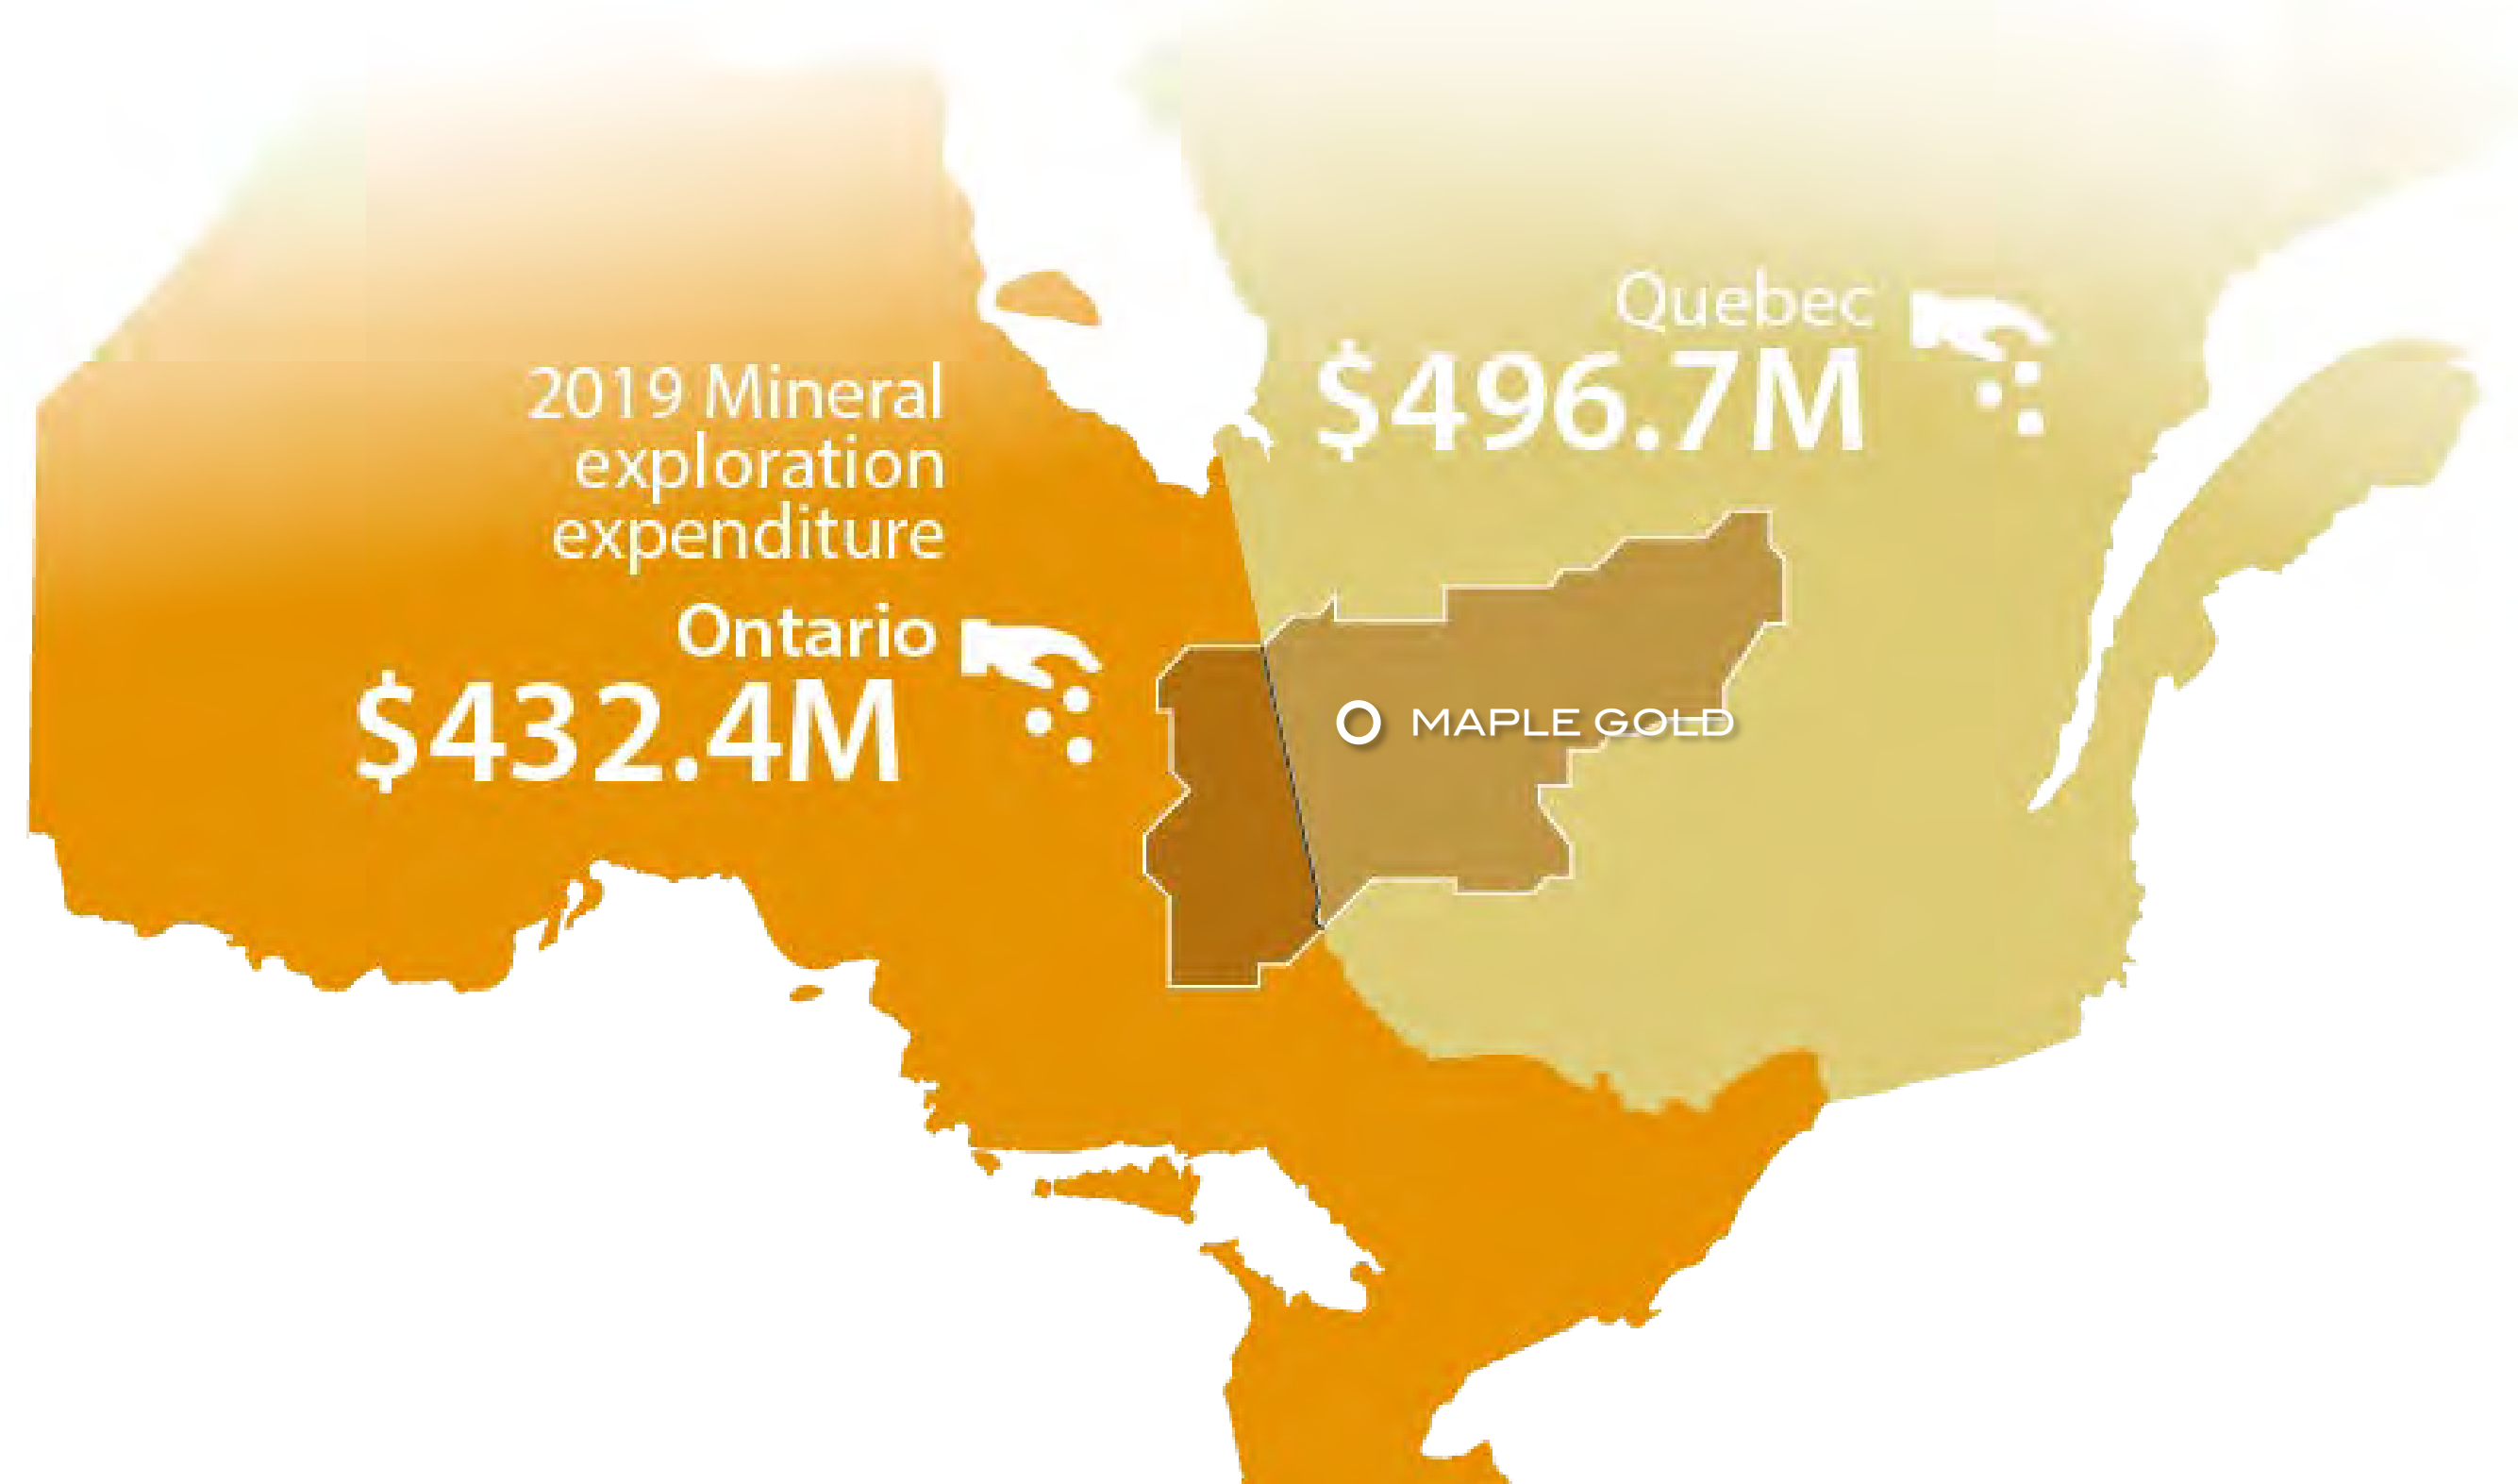 2019 Mineral
exploration
expenditure
Ontario
$432.4M
Quebec
$496.7M
MAPLE GOLD